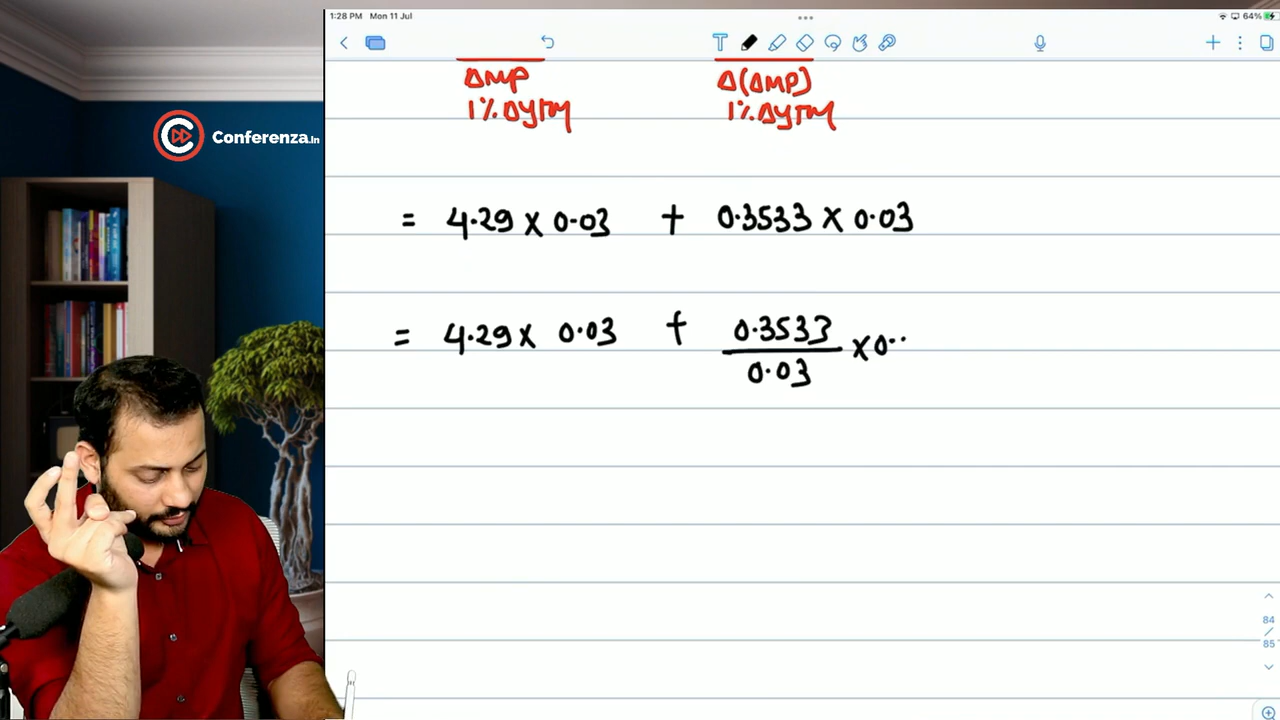 1:28 PM Mon 11 Jul
64%
Conferenza.In
ΔMP
1% ΔYTM
Δ(ΔMP)
1% ΔYTM
= 4.29 × 0.03 + 0.3533 × 0.03
= 4.29 × 0.03 + 0.3533 / 0.03 × 0..
84
/
85